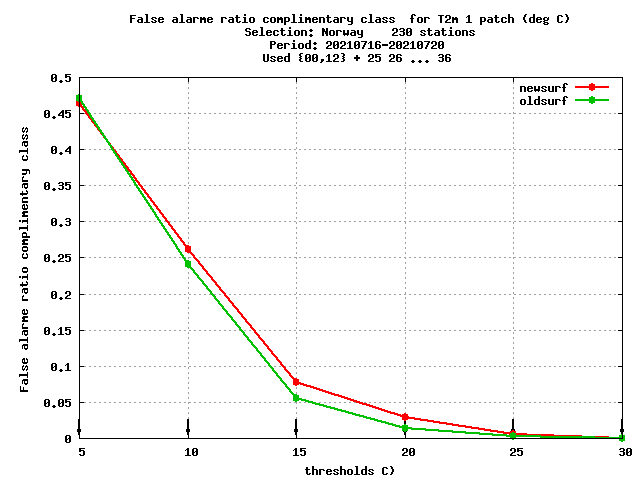 False alarme ratio complimentary class  for T2m 1 patch (deg C)
Selection: Norway    230 stations
Period: 20210716-20210720
Used {00,12} + 25 26 ... 36
newsurf
oldsurf
False alarme ratio complimentary class
0.5
0.45
0.4
0.35
0.3
0.25
0.2
0.15
0.1
0.05
0
5 10 15 20 25 30
thresholds C)